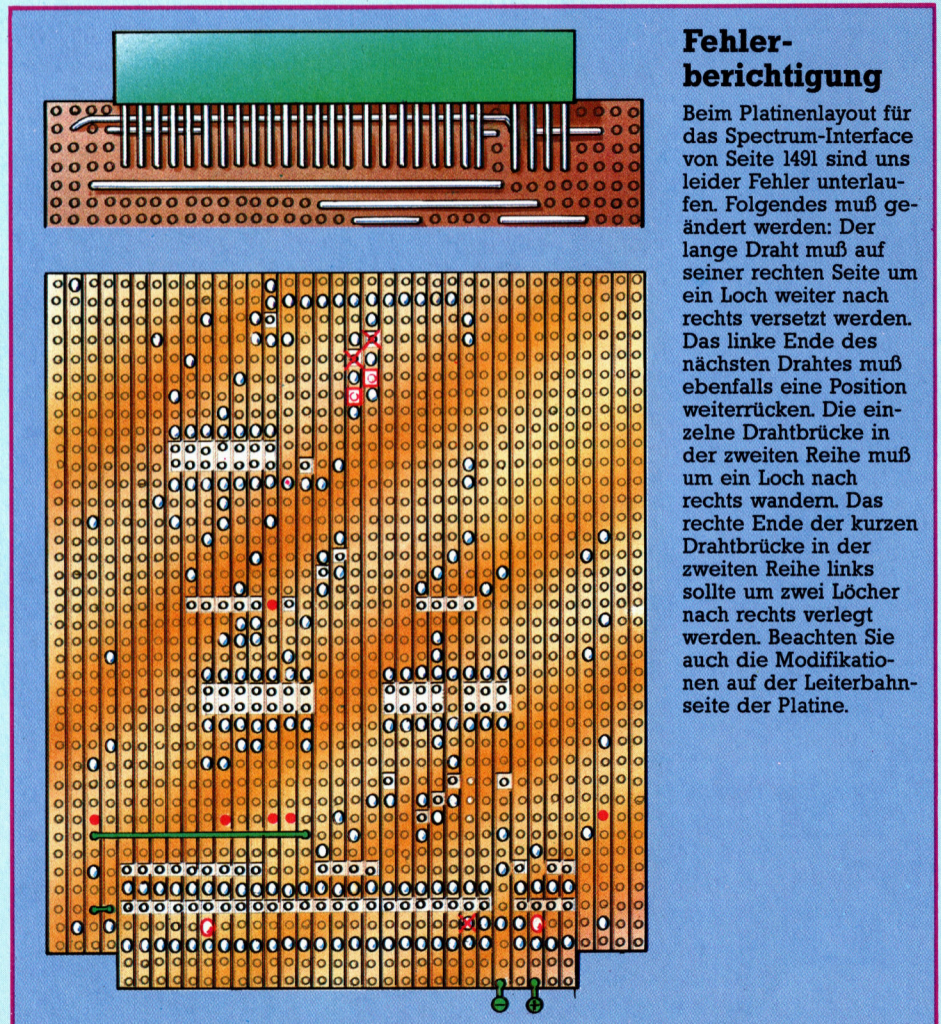 Fehler-
berichtigung
Beim Platinenlayout für
das Spectrum-Interface
von Seite 1491 sind uns
leider Fehler unterlau-
fen. Folgendes muß ge-
ändert werden: Der
lange Draht muß auf
seiner rechten Seite um
ein Loch weiter nach
rechts versetzt werden.
Das linke Ende des
nächsten Drahtes muß
ebenfalls eine Position
weiterrücken. Die ein-
zelne Drahtbrücke in
der zweiten Reihe muß
um ein Loch nach
rechts wandern. Das
rechte Ende der kurzen
Drahtbrücke in der
zweiten Reihe links
sollte um zwei Löcher
nach rechts verlegt
werden. Beachten Sie
auch die Modifikatio-
nen auf der Leiterbahn-
seite der Platine.
− +